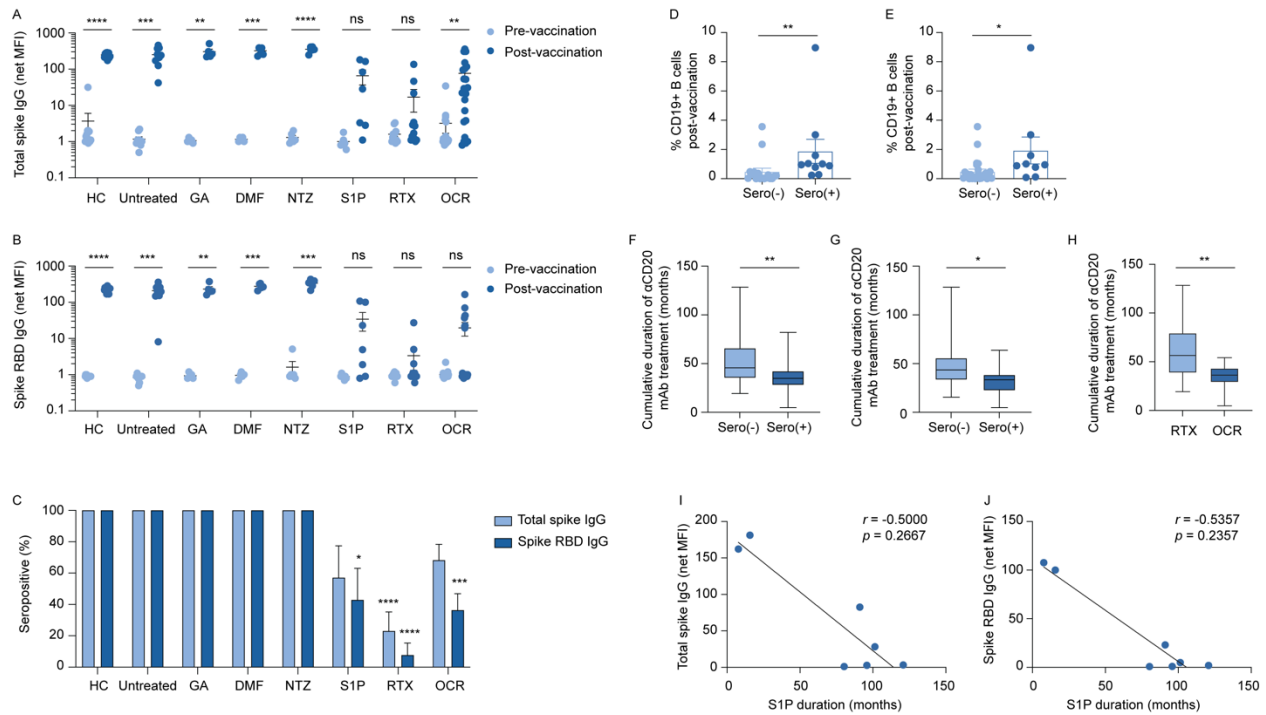 A
Total spike IgG (net MFI)
1000
100
10
1
0.1
**** *** ** *** **** ns ns **
HC Untreated GA DMF NTZ S1P RTX OCR
Pre-vaccination
Post-vaccination
B
Spike RBD IgG (net MFI)
1000
100
10
1
0.1
**** *** ** *** *** ns ns ns
HC Untreated GA DMF NTZ S1P RTX OCR
Pre-vaccination
Post-vaccination
C
Seropositive (%)
100
80
60
40
20
0
* **** **** ***
HC Untreated GA DMF NTZ S1P RTX OCR
Total spike IgG
Spike RBD IgG
D
% CD19+ B cells
post-vaccination
10
8
6
4
2
0
**
Sero(-) Sero(+)
E
% CD19+ B cells
post-vaccination
10
8
6
4
2
0
*
Sero(-) Sero(+)
F
Cumulative duration of αCD20
mAb treatment (months)
150
100
50
0
**
Sero(-) Sero(+)
G
Cumulative duration of αCD20
mAb treatment (months)
150
100
50
0
*
Sero(-) Sero(+)
H
Cumulative duration of αCD20
mAb treatment (months)
150
100
50
0
**
RTX OCR
I
Total spike IgG (net MFI)
200
150
100
50
0
r = -0.5000
p = 0.2667
0 50 100 150
S1P duration (months)
J
Spike RBD IgG (net MFI)
150
100
50
0
r = -0.5357
p = 0.2357
0 50 100 150
S1P duration (months)